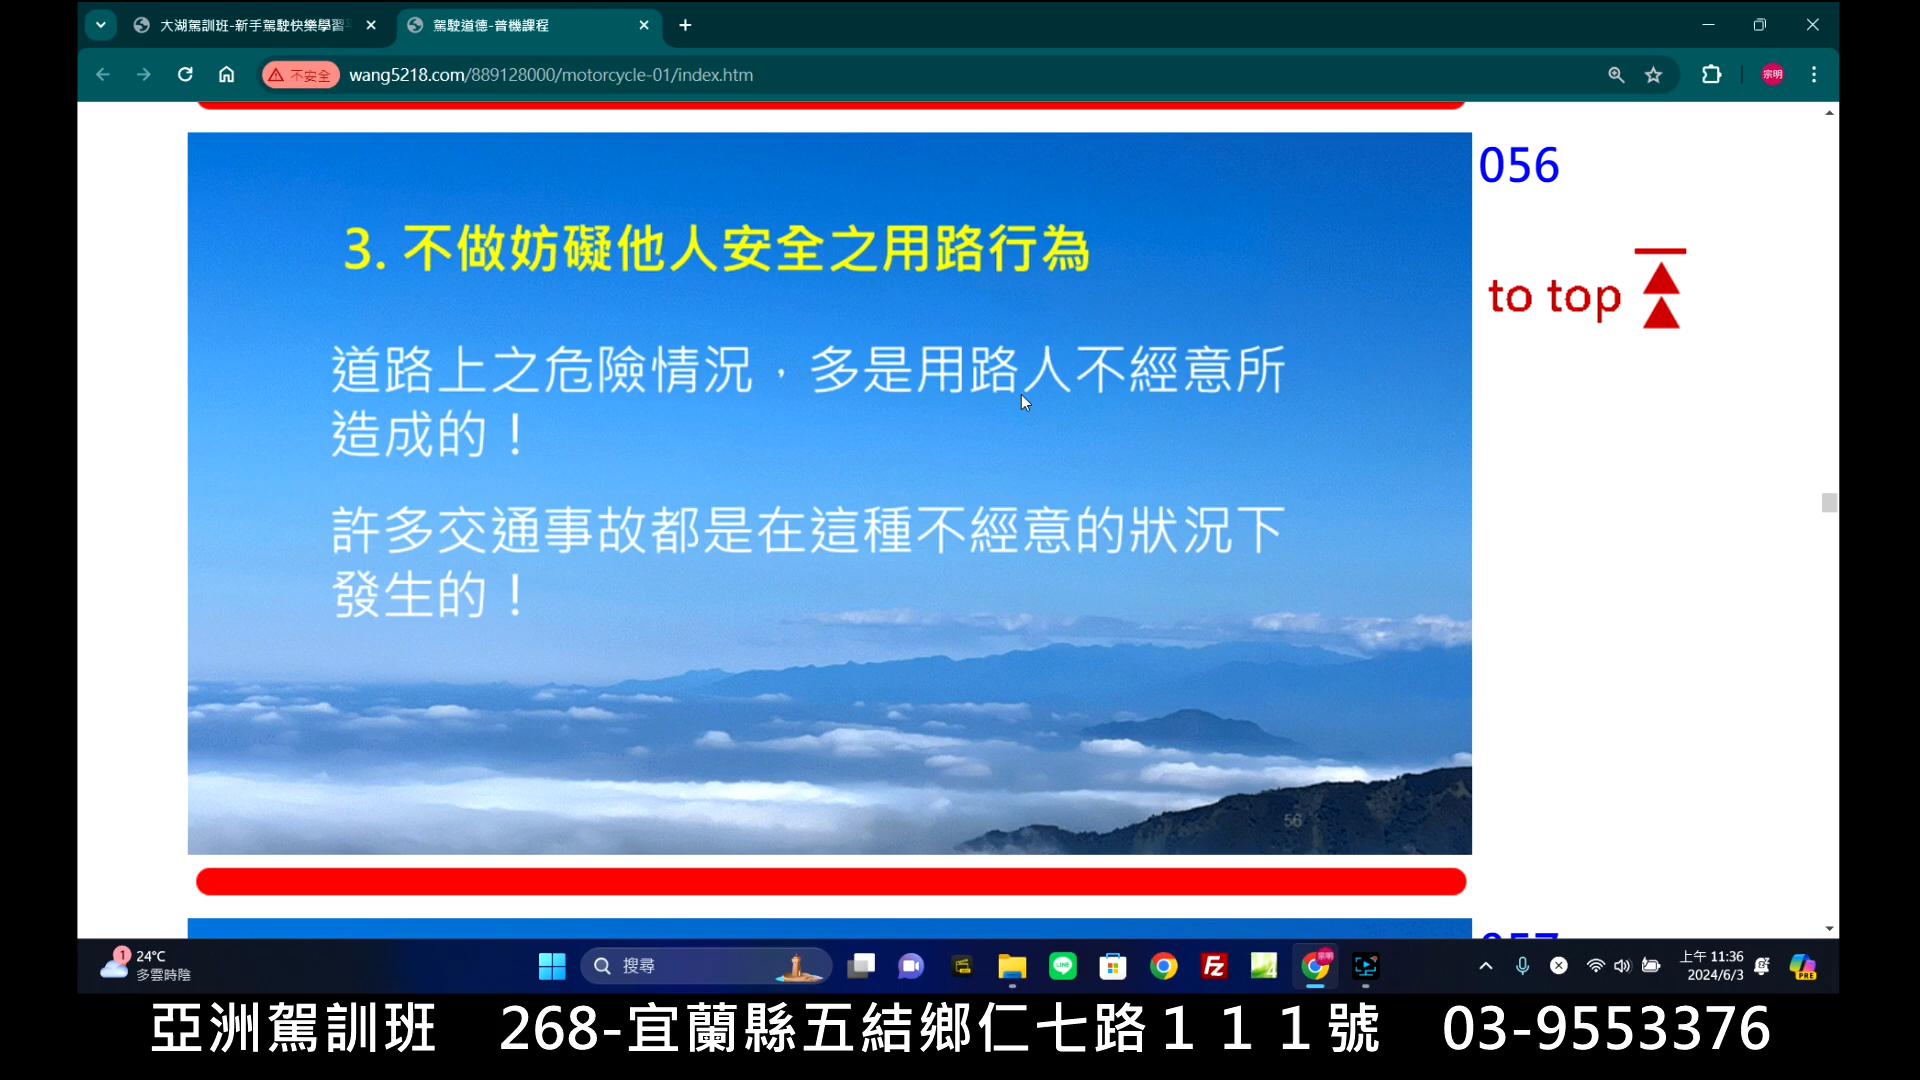 大湖駕訓班-新手駕駛快樂學習
駕駛道德-普機課程
不安全
wang5218.com/889128000/motorcycle-01/index.htm
宗明
056
to top
3. 不做妨礙他人安全之用路行為
道路上之危險情況，多是用路人不經意所
造成的！
許多交通事故都是在這種不經意的狀況下
發生的！
56
1
24°C
多雲時陰
搜尋
上午 11:36
2024/6/3
亞洲駕訓班 268-宜蘭縣五結鄉仁七路１１１號 03-9553376